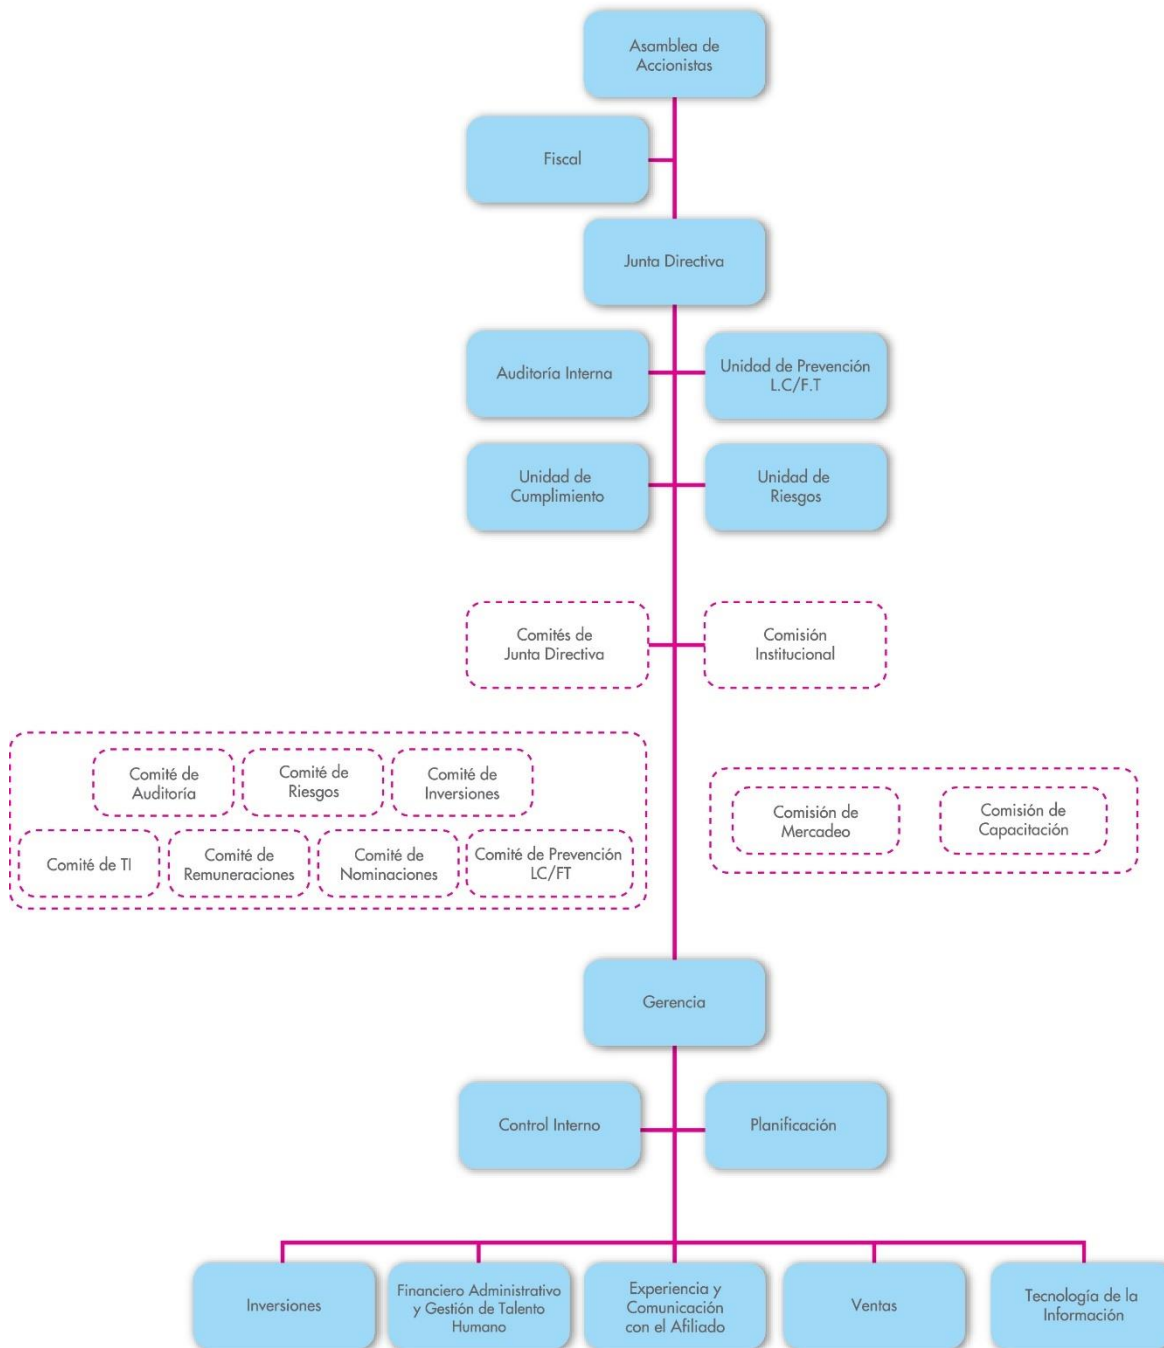 Asamblea de
Accionistas
Fiscal
Junta Directiva
Auditoría Interna
Unidad de Prevención
L.C/F.T
Unidad de
Cumplimiento
Unidad de
Riesgos
Comités de
Junta Directiva
Comisión
Institucional
Comité de
Auditoría
Comité de
Riesgos
Comité de
Inversiones
Comité de TI
Comité de
Remuneraciones
Comité de
Nominaciones
Comité de Prevención
LC/FT
Comisión de
Mercadeo
Comisión de
Capacitación
Gerencia
Control Interno
Planificación
Inversiones
Financiero Administrativo
y Gestión de Talento
Humano
Experiencia y
Comunicación
con el Afiliado
Ventas
Tecnología de la
Información